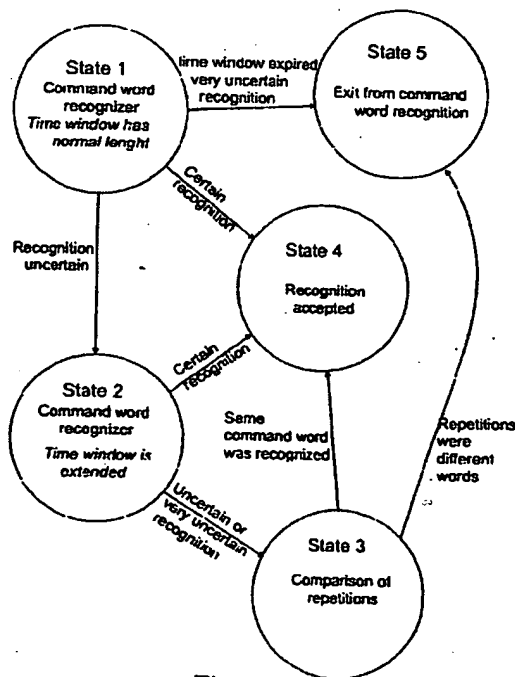 State 1
Command word
recognizer
Time window has
normal lenght
time window expired
very uncertain
recognition
State 5
Exit from command
word recognition
Certain
recognition
Recognition
uncertain
State 4
Recognition
accepted
State 2
Command word
recognizer
Time window is
extended
Certain
recognition
Same
command word
was recognized
Repetitions
were
different
words
Uncertain or
very uncertain
recognition
State 3
Comparison of
repetitions